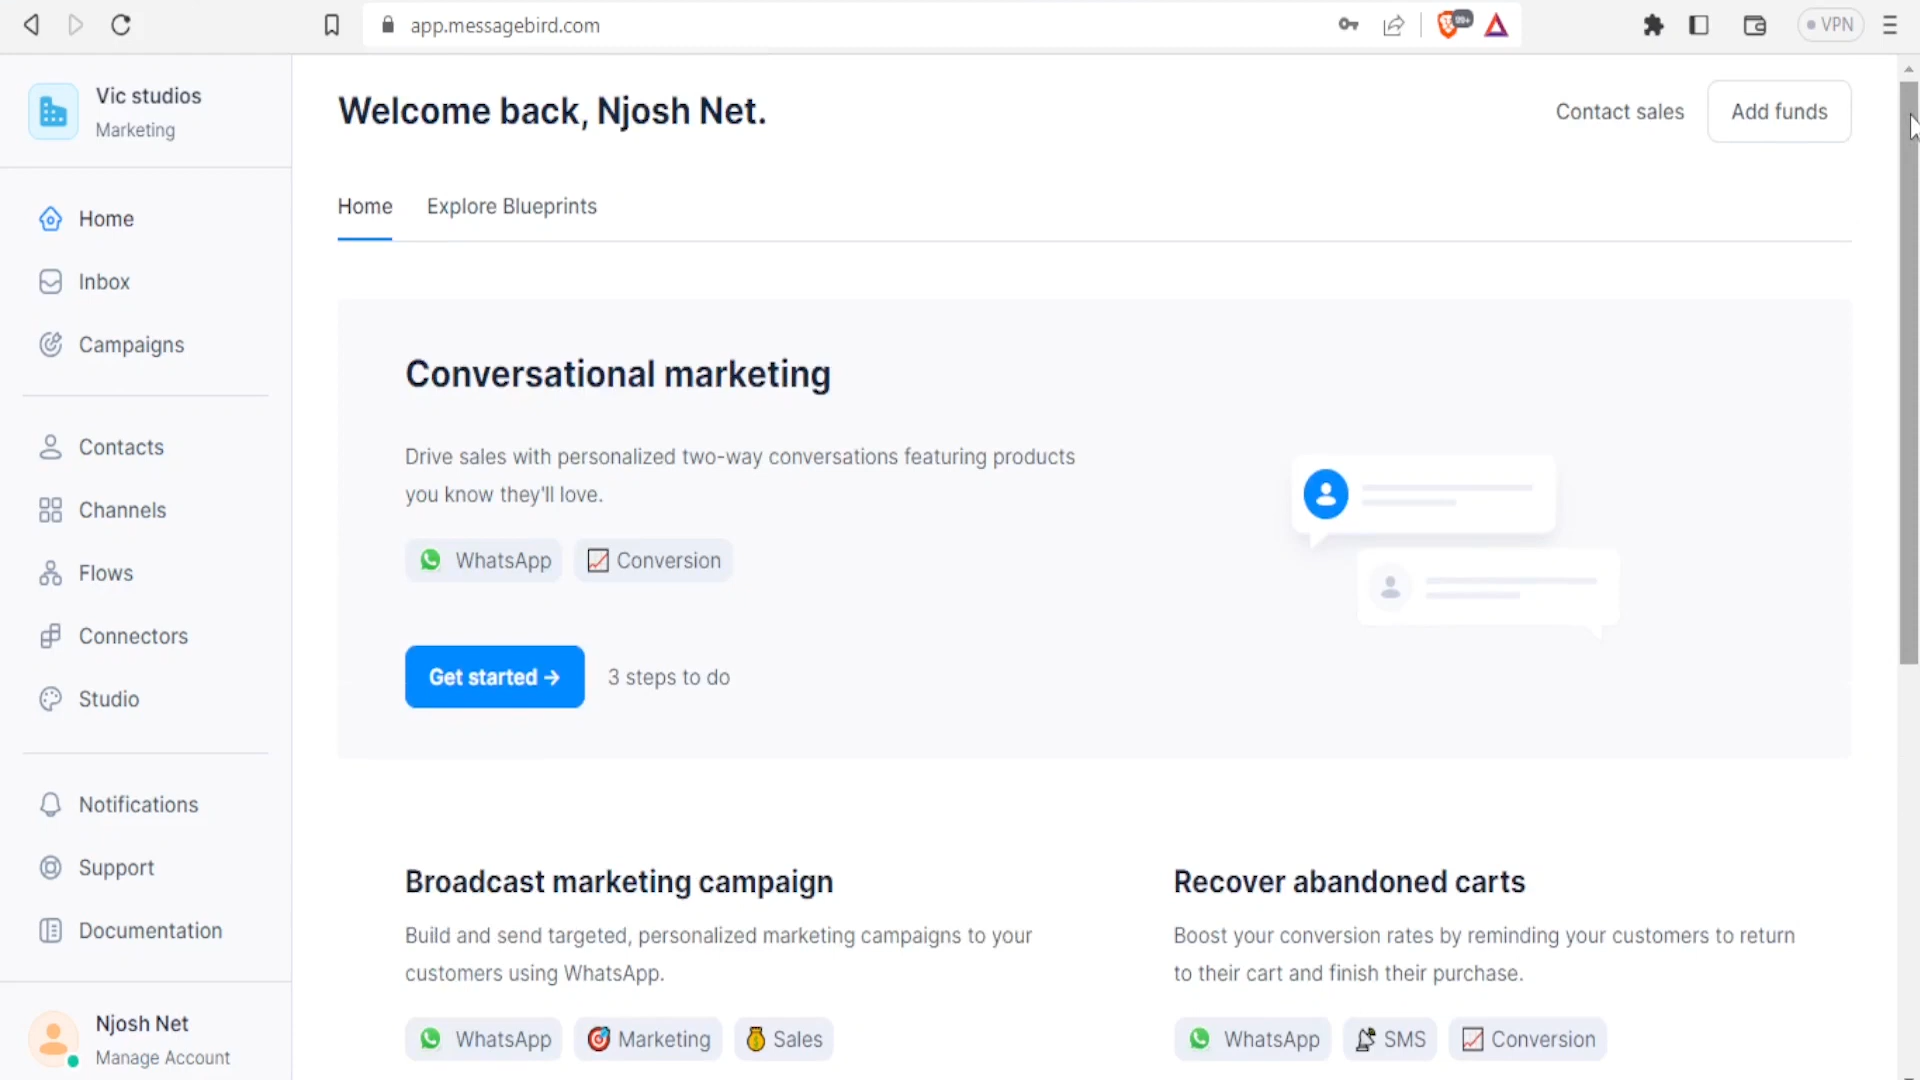 app.messagebird.com
99+
VPN
Vic studios
Marketing
Home
Inbox
Campaigns
Contacts
Channels
Flows
Connectors
Studio
Notifications
Support
Documentation
Njosh Net
Manage Account
Welcome back, Njosh Net.
Contact sales
Add funds
Home
Explore Blueprints
Conversational marketing
Drive sales with personalized two-way conversations featuring products
you know they'll love.
WhatsApp
Conversion
Get started →
3 steps to do
Broadcast marketing campaign
Build and send targeted, personalized marketing campaigns to your
customers using WhatsApp.
WhatsApp
Marketing
Sales
Recover abandoned carts
Boost your conversion rates by reminding your customers to return
to their cart and finish their purchase.
WhatsApp
SMS
Conversion